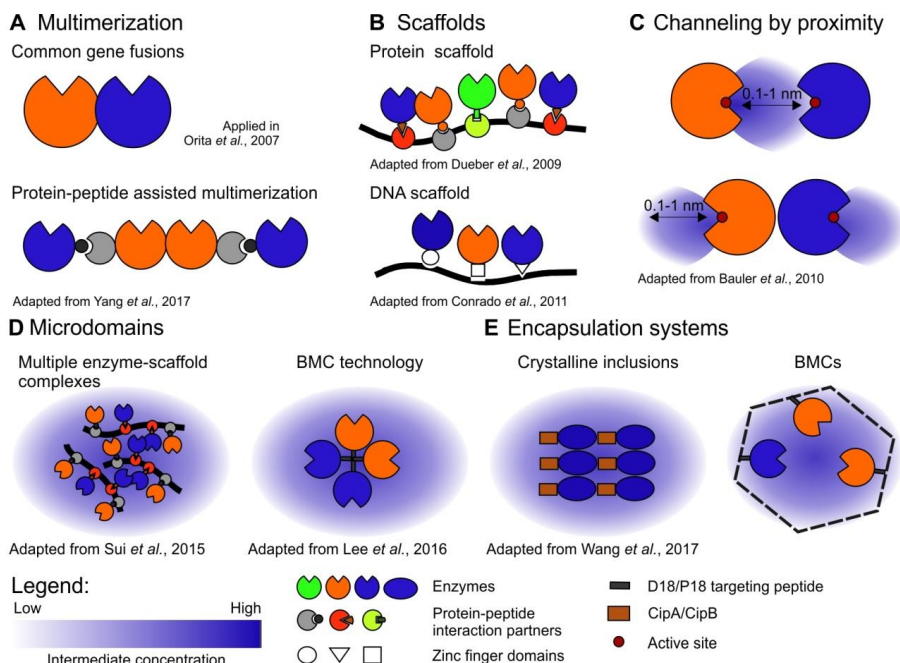 A Multimerization
Common gene fusions
Applied in
Orita et al., 2007
Protein-peptide assisted multimerization
Adapted from Yang et al., 2017
B Scaffolds
Protein scaffold
Adapted from Dueber et al., 2009
DNA scaffold
Adapted from Conrado et al., 2011
C Channeling by proximity
0.1-1 nm
0.1-1 nm
Adapted from Bauler et al., 2010
D Microdomains
Multiple enzyme-scaffold
complexes
Adapted from Sui et al., 2015
BMC technology
Adapted from Lee et al., 2016
E Encapsulation systems
Crystalline inclusions
Adapted from Wang et al., 2017
BMCs
Legend:
Low High
Intermediate concentration
Enzymes
Protein-peptide
interaction partners
Zinc finger domains
D18/P18 targeting peptide
CipA/CipB
Active site